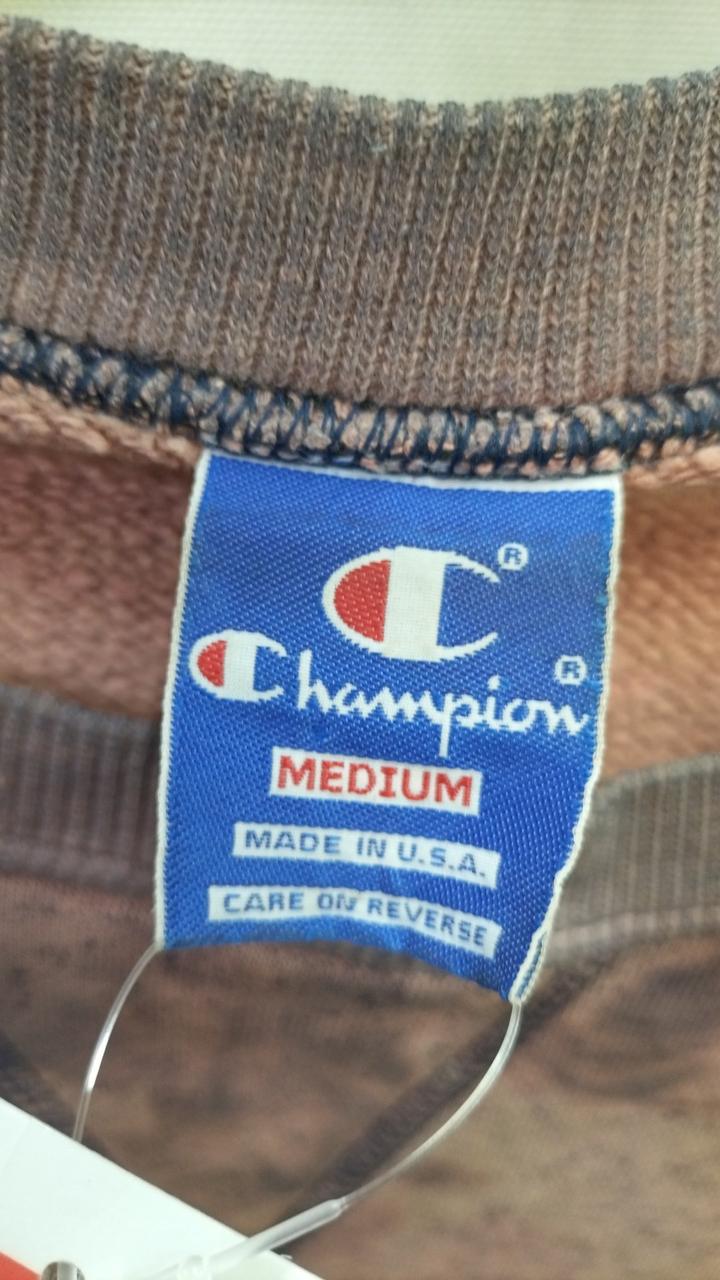 C®
Champion®
MEDIUM
MADE IN U.S.A.
CARE ON REVERSE